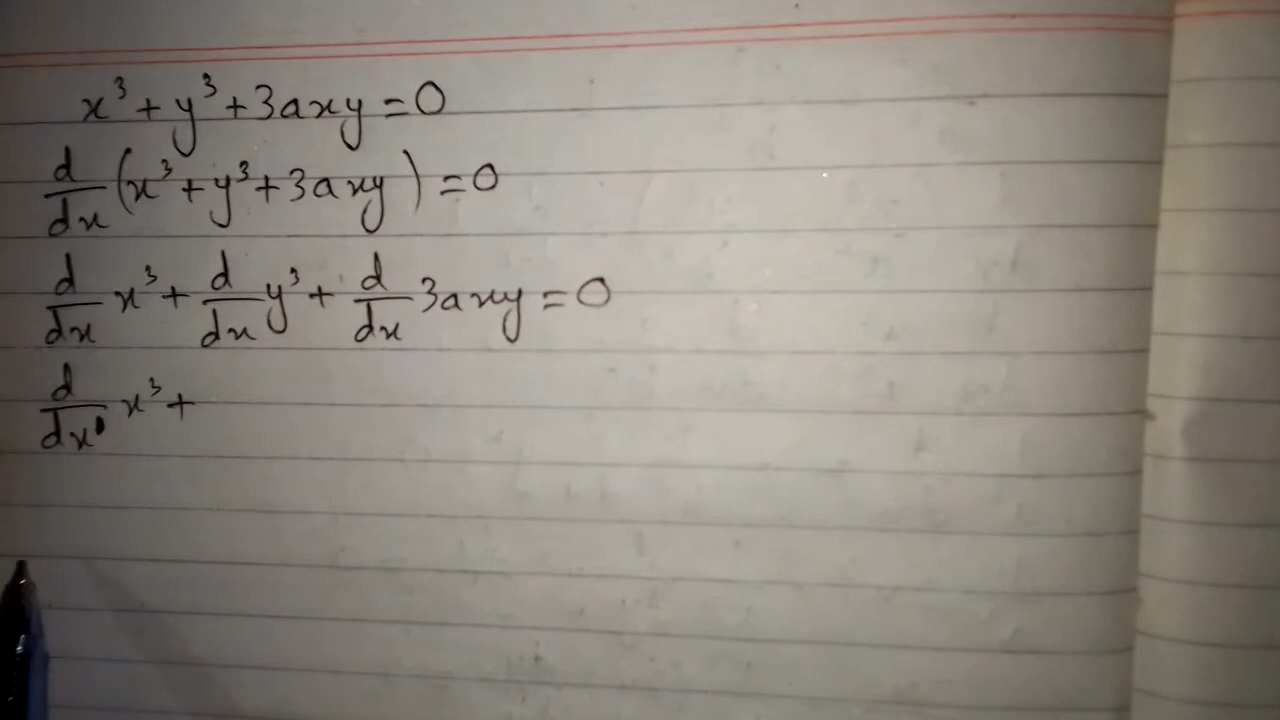 x³+y³+3axy=0
d/dx (x³+y³+3axy)=0
d/dx x³+ d/dx y³+ d/dx 3axy=0
d/dx x³+